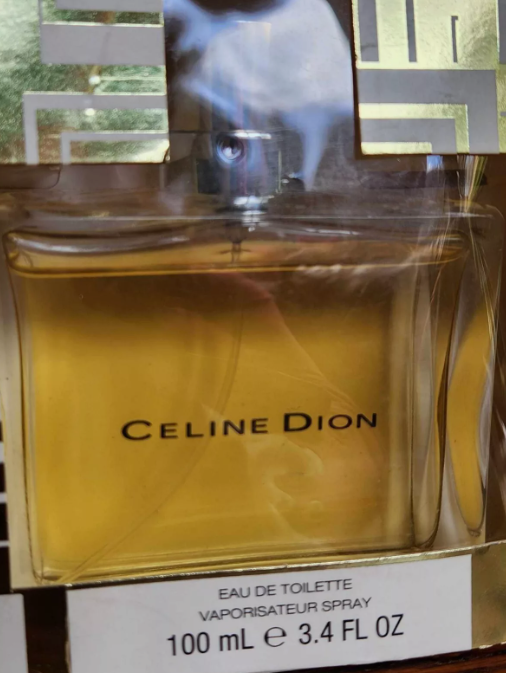 CELINE DION
EAU DE TOILETTE
VAPORISATEUR SPRAY
100 mL ℮ 3.4 FL OZ